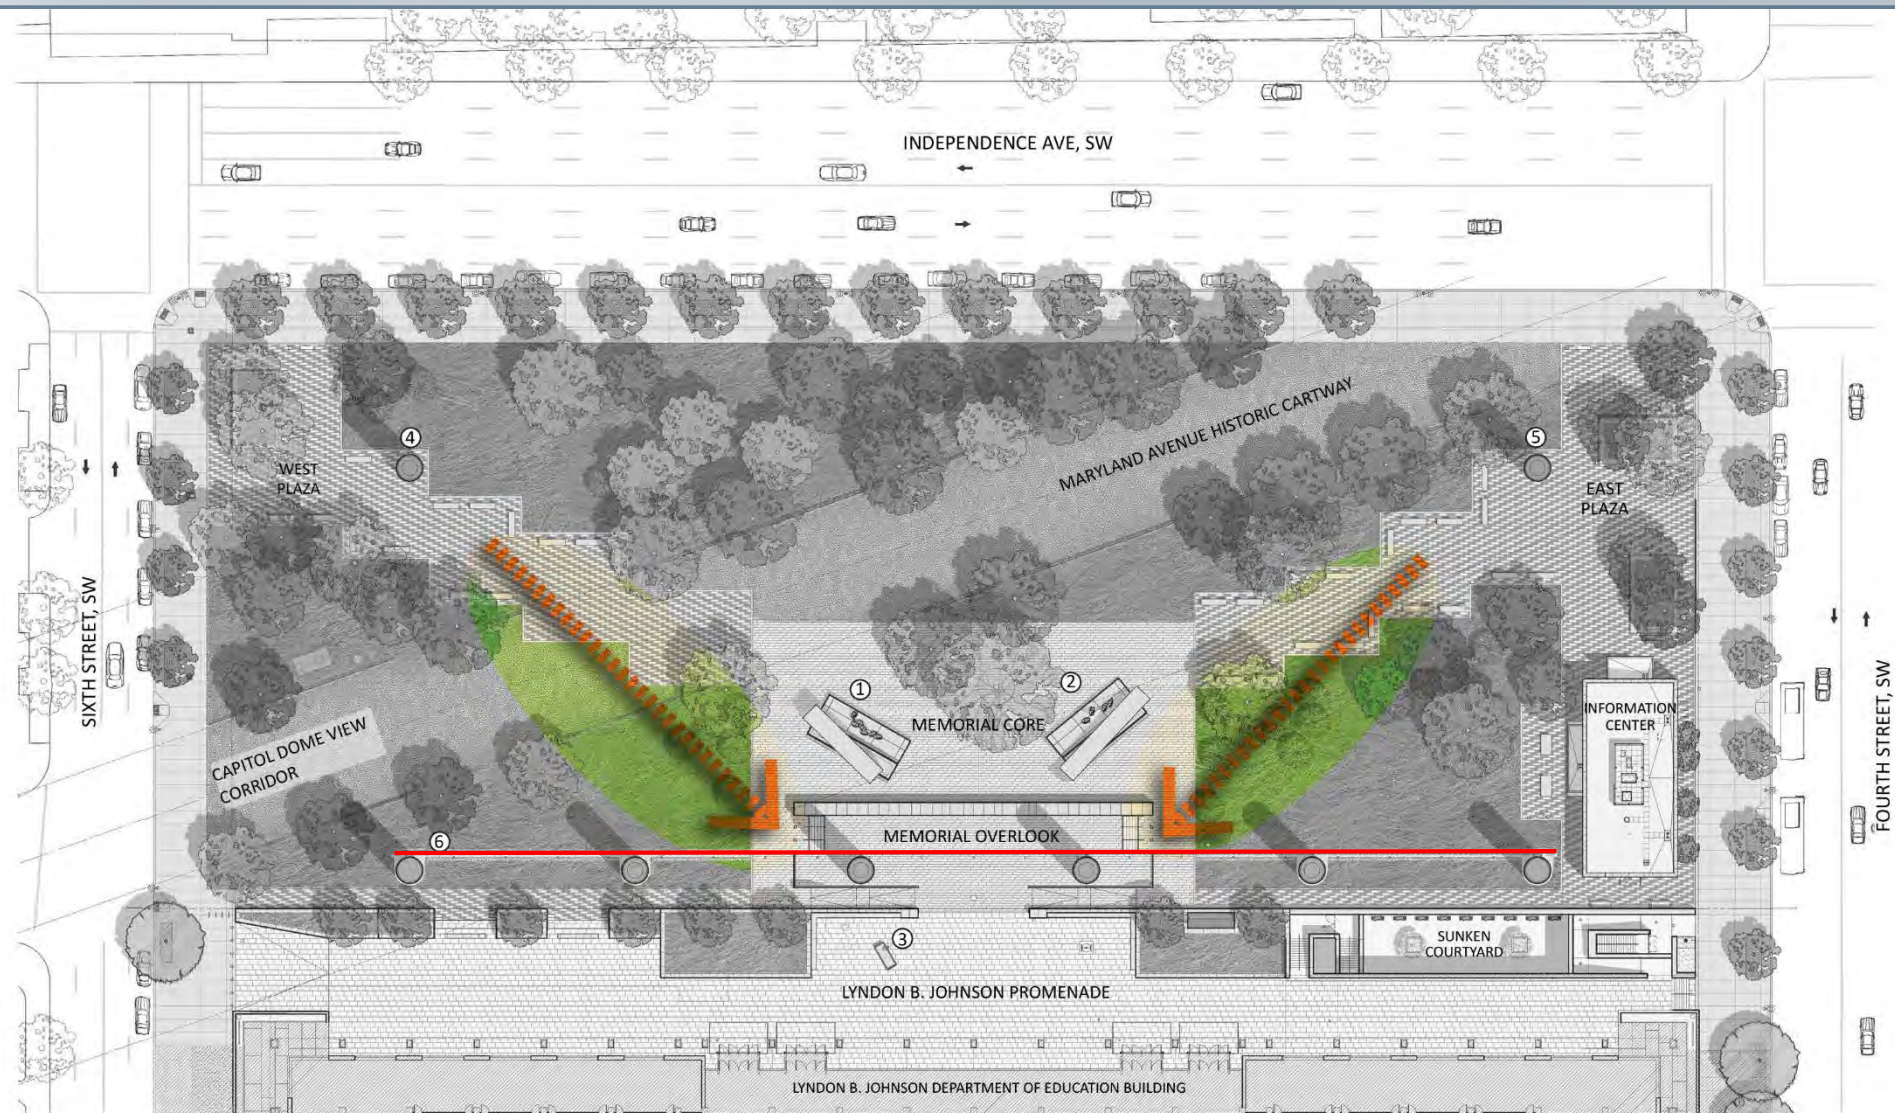 INDEPENDENCE AVE, SW
MARYLAND AVENUE HISTORIC CARTWAY
4
5
WEST
PLAZA
EAST
PLAZA
SIXTH STREET, SW
1
2
MEMORIAL CORE
INFORMATION
CENTER
CAPITOL DOME VIEW
CORRIDOR
FOURTH STREET, SW
MEMORIAL OVERLOOK
6
3
SUNKEN
COURTYARD
LYNDON B. JOHNSON PROMENADE
LYNDON B. JOHNSON DEPARTMENT OF EDUCATION BUILDING